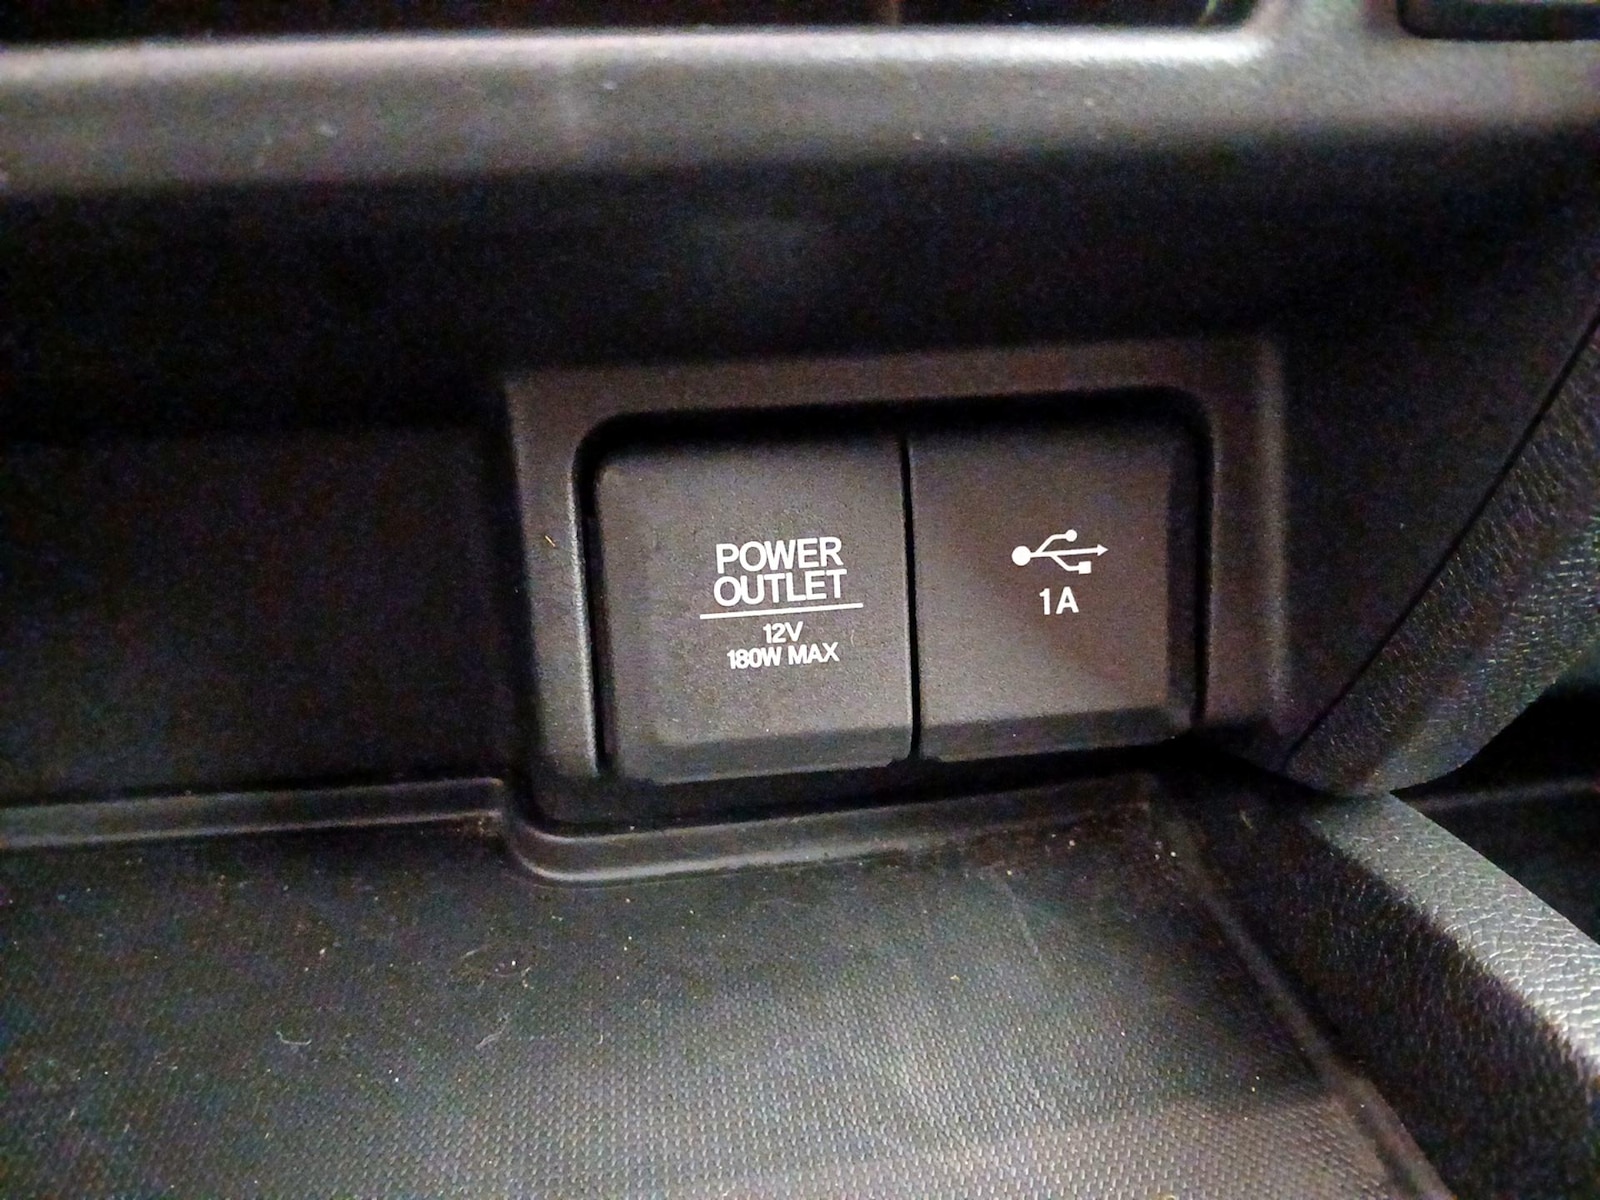 POWER
OUTLET
12V
180W MAX
1A